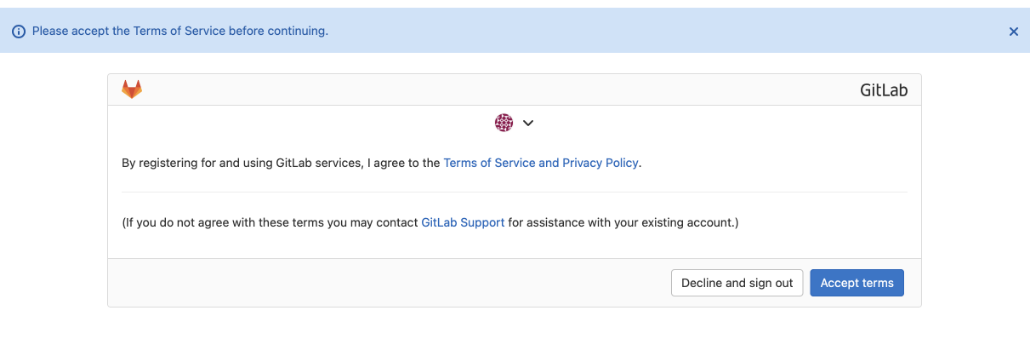 Please accept the Terms of Service before continuing.
GitLab
By registering for and using GitLab services, I agree to the Terms of Service and Privacy Policy.
(If you do not agree with these terms you may contact GitLab Support for assistance with your existing account.)
Decline and sign out
Accept terms